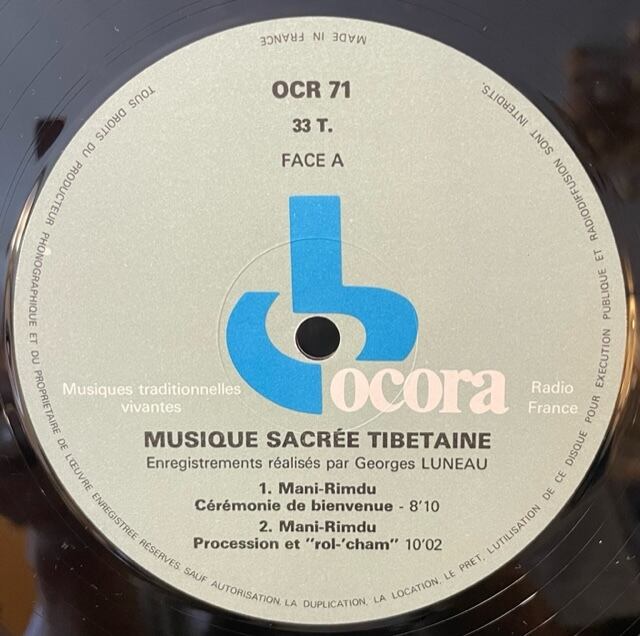 MADE IN FRANCE
TOUS DROITS DU PRODUCTEUR PHONOGRAPHIQUE ET DU PROPRIETAIRE DE L'ŒUVRE ENREGISTREE RÉSERVES SAUF AUTORISATION, LA DUPLICATION, LA LOCATION, LE PRET, L'UTILISATION DE CE DISQUE POUR EXECUTION PUBLIQUE ET RADIODIFFUSION SONT INTERDITS.
OCR 71
33 T.
FACE A
Musiques traditionnelles
vivantes
ocora
Radio
France
MUSIQUE SACRÉE TIBETAINE
Enregistrements réalisés par Georges LUNEAU
1. Mani-Rimdu
Cérémonie de bienvenue - 8'10
2. Mani-Rimdu
Procession et "rol-'cham" 10'02